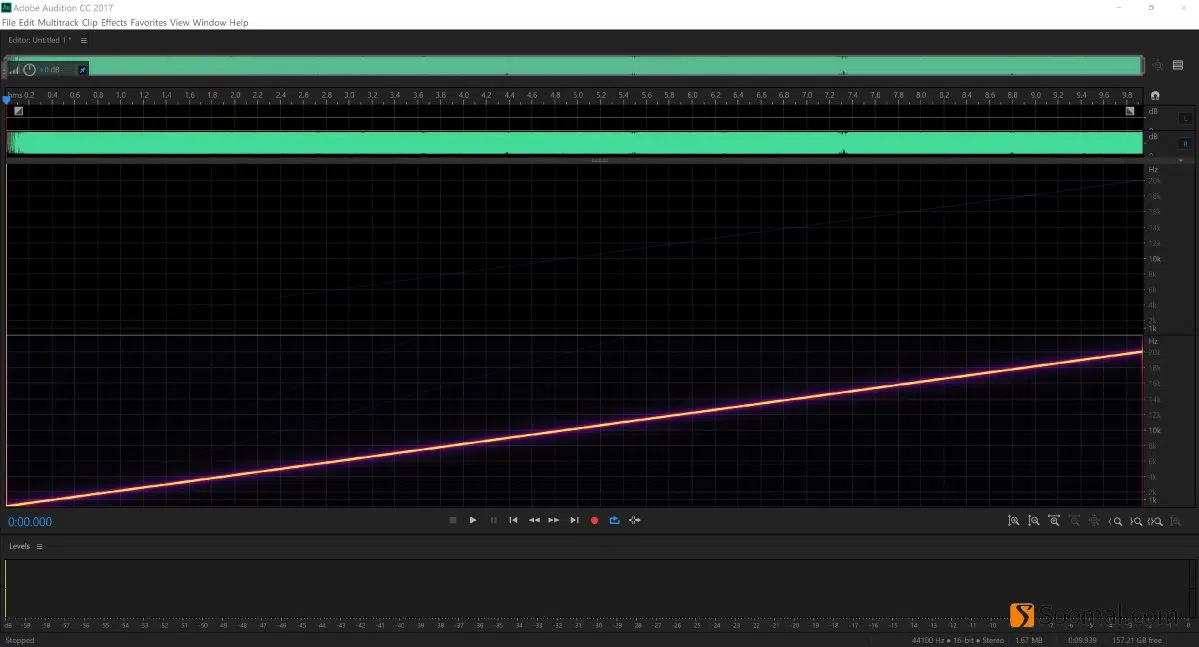 Au Adobe Audition CC 2017
File Edit Multitrack Clip Effects Favorites View Window Help
Editor: Untitled 1 *
+0 dB
hms 0.2 0.4 0.6 0.8 1.0 1.2 1.4 1.6 1.8 2.0 2.2 2.4 2.6 2.8 3.0 3.2 3.4 3.6 3.8 4.0 4.2 4.4 4.6 4.8 5.0 5.2 5.4 5.6 5.8 6.0 6.2 6.4 6.6 6.8 7.0 7.2 7.4 7.6 7.8 8.0 8.2 8.4 8.6 8.8 9.0 9.2 9.4 9.6 9.8
dB
L
dB
R
Hz
20k
18k
16k
14k
12k
10k
8k
6k
4k
2k
1k
Hz
20k
18k
16k
14k
12k
10k
8k
6k
4k
2k
1k
0:00.000
Levels
Soomal.com
dB -59 -58 -57 -56 -55 -54 -53 -52 -51 -50 -49 -48 -47 -46 -45 -44 -43 -42 -41 -40 -39 -38 -37 -36 -35 -34 -33 -32 -31 -30 -29 -28 -27 -26 -25 -24 -23 -22 -21 -20 -19 -18 -17 -16 -15 -14 -13 -12 -11 -10 -9 -8 -7 -6 -5 -4 -3 -2 -1 0
Stopped
44100 Hz • 16-bit • Stereo 1.67 MB 0:09.939 157.21 GB free